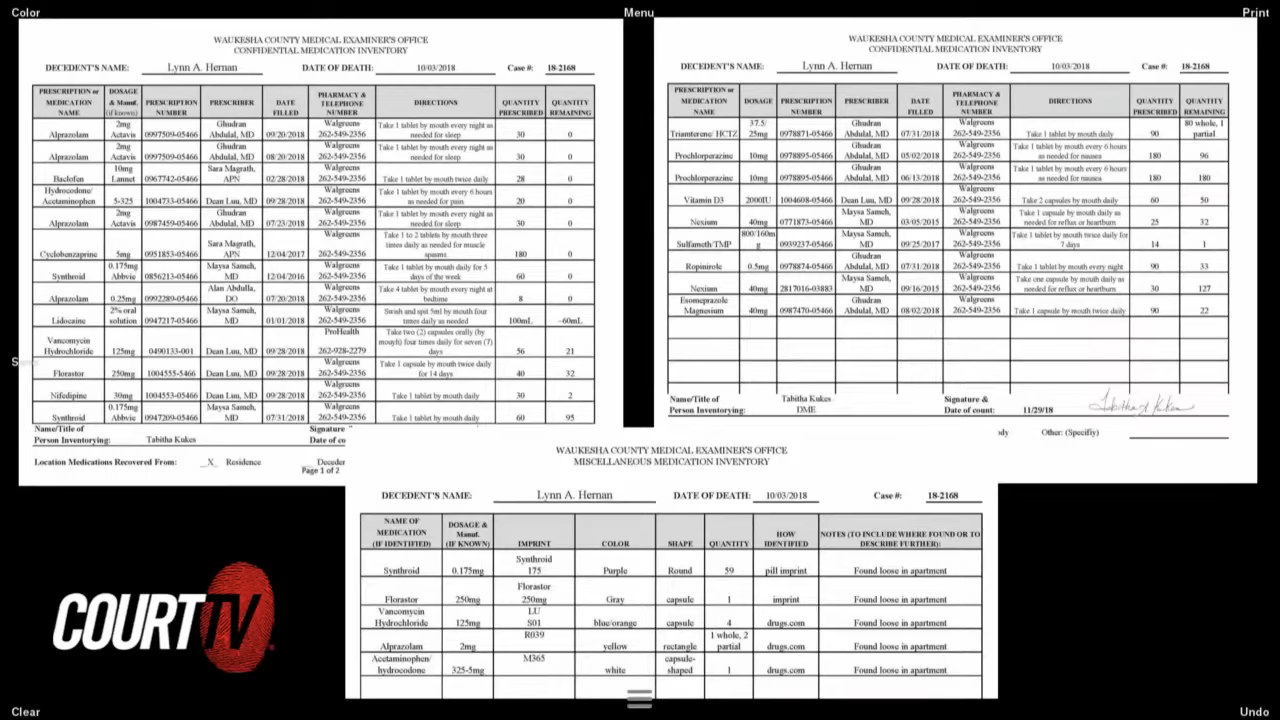 Color
Menu
Print
WAUKESHA COUNTY MEDICAL EXAMINER'S OFFICE
CONFIDENTIAL MEDICATION INVENTORY
DECEDENT'S NAME: Lynn A. Hernan DATE OF DEATH: 10/03/2018 Case #: 18-2168
PRESCRIPTION or MEDICATION NAME DOSAGE & Manuf. (if known) PRESCRIPTION NUMBER PRESCRIBER DATE FILLED PHARMACY & TELEPHONE NUMBER DIRECTIONS QUANTITY PRESCRIBED QUANTITY REMAINING
Alprazolam 2mg Actavis 0997509-05466 Ghudran Abdulal, MD 09/20/2018 Walgreens 262-549-2356 Take 1 tablet by mouth every night as needed for sleep 30 0
Alprazolam 2mg Actavis 0997509-05466 Ghudran Abdulal, MD 08/20/2018 Walgreens 262-549-2356 Take 1 tablet by mouth every night as needed for sleep 30 0
Baclofen 10mg Lannet 0967742-05466 Sara Magrath, APN 02/28/2018 Walgreens 262-549-2356 Take 1 tablet by mouth twice daily 28 0
Hydrocodone/ Acetaminophen 5-325 1004733-05466 Dean Luu, MD 09/28/2018 Walgreens 262-549-2356 Take 1 tablet by mouth every 6 hours as needed for pain 20 0
Alprazolam 2mg Actavis 0987459-05466 Ghudran Abdulal, MD 07/23/2018 Walgreens 262-549-2356 Take 1 tablet by mouth every night as needed for sleep 30 0
Cyclobenzaprine 5mg 0951853-05466 Sara Magrath, APN 12/04/2017 Walgreens 262-549-2356 Take 1 to 2 tablets by mouth three times daily as needed for muscle spasms 180 0
Synthroid 0.175mg Abbvie 0856213-05466 Maysa Sameh, MD 12/04/2016 Walgreens 262-549-2356 Take 1 tablet by mouth daily for 5 days of the week 60 0
Alprazolam 0.25mg 0992289-05466 Alan Abdulla, DO 07/20/2018 Walgreens 262-549-2356 Take 4 tablet by mouth every night at bedtime 8 0
Lidocaine 2% oral solution 0947217-05466 Maysa Sameh, MD 01/01/2018 Walgreens 262-549-2356 Swish and spit 5ml by mouth four times daily as needed 100mL ~60mL
Vancomycin Hydrochloride 125mg 0490133-001 Dean Luu, MD 09/28/2018 ProHealth 262-928-2279 Take two (2) capsules orally (by mouyh) four times daily for seven (7) days 56 21
Florastor 250mg 1004555-5466 Dean Luu, MD 09/28/2018 Walgreens 262-549-2356 Take 1 capsule by mouth twice daily for 14 days 40 32
Nifedipine 30mg 1004553-05466 Dean Luu, MD 09/28/2018 Walgreens 262-549-2356 Take 1 tablet by mouth daily 30 2
Synthroid 0.175mg Abbvie 0947209-05466 Maysa Sameh, MD 07/31/2018 Walgreens 262-549-2356 Take 1 tablet by mouth daily 60 95
Name/Title of Person Inventorying: Tabitha Kukes Signature Date of co
Location Medications Recovered From: X Residence Deceder
Page 1 of 2
WAUKESHA COUNTY MEDICAL EXAMINER'S OFFICE
CONFIDENTIAL MEDICATION INVENTORY
DECEDENT'S NAME: Lynn A. Hernan DATE OF DEATH: 10/03/2018 Case #: 18-2168
PRESCRIPTION or MEDICATION NAME DOSAGE PRESCRIPTION NUMBER PRESCRIBER DATE FILLED PHARMACY & TELEPHONE NUMBER DIRECTIONS QUANTITY PRESCRIBED QUANTITY REMAINING
Triamterene/ HCTZ 37.5/ 25mg 0978871-05466 Ghudran Abdulal, MD 07/31/2018 Walgreens 262-549-2356 Take 1 tablet by mouth daily 90 80 whole, 1 partial
Prochlorperazine 10mg 0978895-05466 Ghudran Abdulal, MD 05/02/2018 Walgreens 262-549-2356 Take 1 tablet by mouth every 6 hours as needed for nausea 180 96
Prochlorperazine 10mg 0978895-05466 Ghudran Abdulal, MD 06/13/2018 Walgreens 262-549-2356 Take 1 tablet by mouth every 6 hours as needed for nausea 180 180
Vitamin D3 2000IU 1004608-05466 Dean Luu, MD 09/28/2018 Walgreens 262-549-2356 Take 2 capsules by mouth daily 60 50
Nexium 40mg 0771873-05466 Maysa Sameh, MD 03/05/2015 Walgreens 262-549-2356 Take 1 capsule by mouth daily as needed for reflux or heartburn 25 32
Sulfameth/TMP 800/160m g 0939237-05466 Maysa Sameh, MD 09/25/2017 Walgreens 262-549-2356 1 tablet by mouth twice daily for 7 days 14 1
Ropinirole 0.5mg 0978874-05466 Ghudran Abdulal, MD 07/31/2018 Walgreens 262-549-2356 Take 1 tablet by mouth every night 90 33
Nexium 40mg 2817016-03883 Maysa Sameh, MD 09/16/2015 Walgreens 262-549-2356 Take one capsule by mouth daily as needed for reflux or heartburn 30 127
Esomeprazole Magnesium 40mg 0987470-05466 Ghudran Abdulal, MD 08/02/2018 Walgreens 262-549-2356 Take 1 capsule by mouth twice daily 90 22
Name/Title of Person Inventorying: Tabitha Kukes DME Signature & Date of count: 11/29/18 Tabitha Kukes
ody Other: (Specifiy)
WAUKESHA COUNTY MEDICAL EXAMINER'S OFFICE
MISCELLANEOUS MEDICATION INVENTORY
DECEDENT'S NAME: Lynn A. Hernan DATE OF DEATH: 10/03/2018 Case #: 18-2168
NAME OF MEDICATION (IF IDENTIFIED) DOSAGE & Manuf. (IF KNOWN) IMPRINT COLOR SHAPE QUANTITY HOW IDENTIFIED NOTES (TO INCLUDE WHERE FOUND OR TO DESCRIBE FURTHER):
Synthroid 0.175mg Synthroid 175 Purple Round 59 pill imprint Found loose in apartment
Florastor 250mg Florastor 250mg Gray capsule 1 imprint Found loose in apartment
Vancomycin Hydrochloride 125mg LU S01 blue/orange capsule 4 drugs.com Found loose in apartment
Alprazolam 2mg R039 yellow rectangle 1 whole, 2 partial drugs.com Found loose in apartment
Acetaminophen/ hydrocodone 325-5mg M365 white capsule-shaped 1 drugs.com Found loose in apartment
COURT TV
Clear
Undo